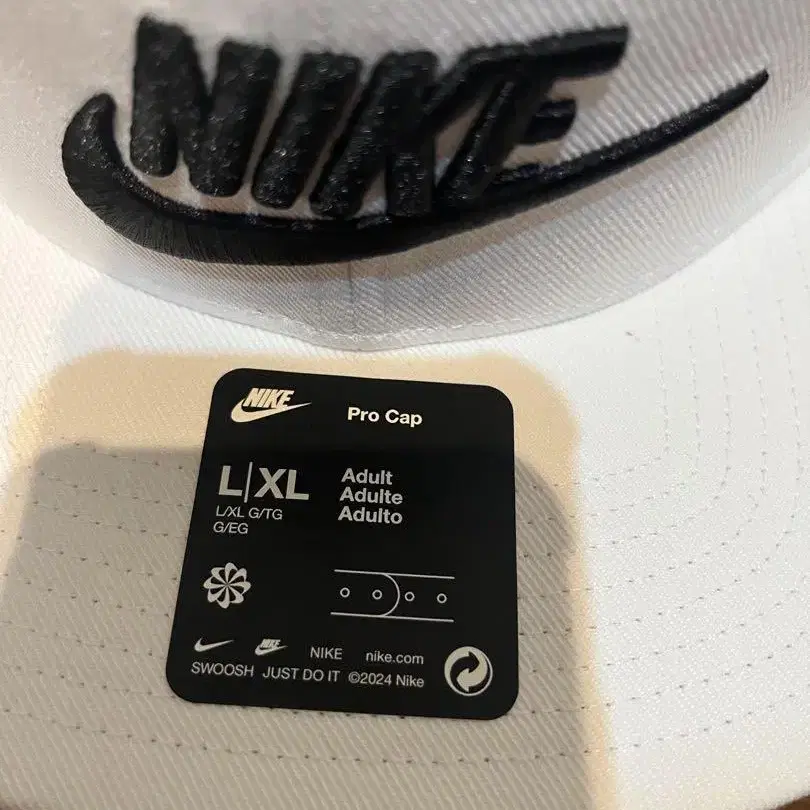 NIKE
NIKE
Pro Cap
L|XL
L/XL G/TG
G/EG
Adult
Adulte
Adulto
NIKE NIKE nike.com
SWOOSH JUST DO IT ©2024 Nike